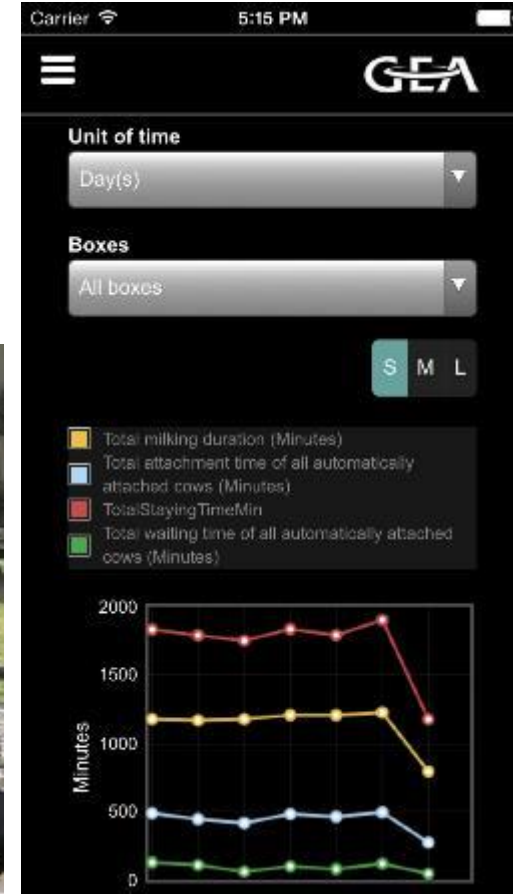 Carrier 5:15 PM
GEA
Unit of time
Day(s)
Boxes
All boxes
S M L
Total milking duration (Minutes)
Total attachment time of all automatically
attached cows (Minutes)
TotalStayingTimeMin
Total waiting time of all automatically attached
cows (Minutes)
2000
1500
1000
500
0
Minutes